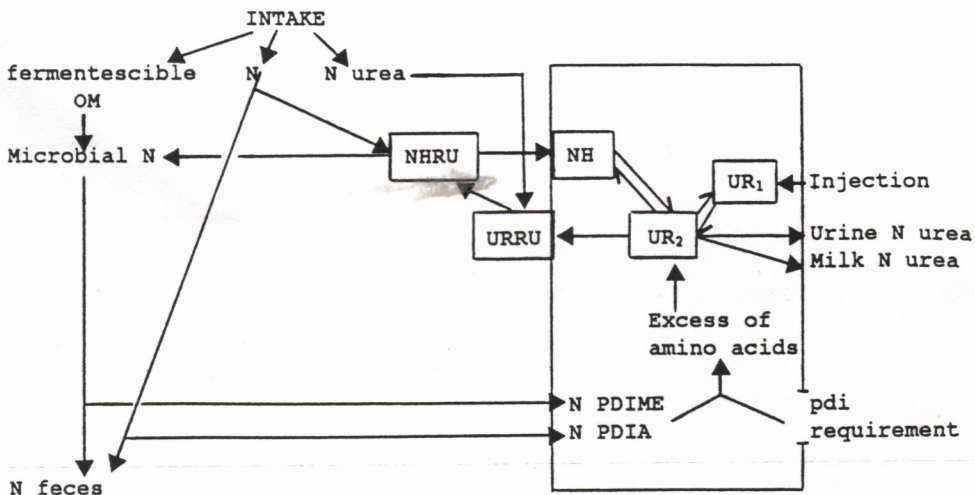 INTAKE
fermentescible N N urea
OM
Microbial N NHRU NH
UR₁ Injection
URRU UR₂ Urine N urea
Milk N urea
Excess of
amino acids
N PDIME pdi
N PDIA requirement
N feces